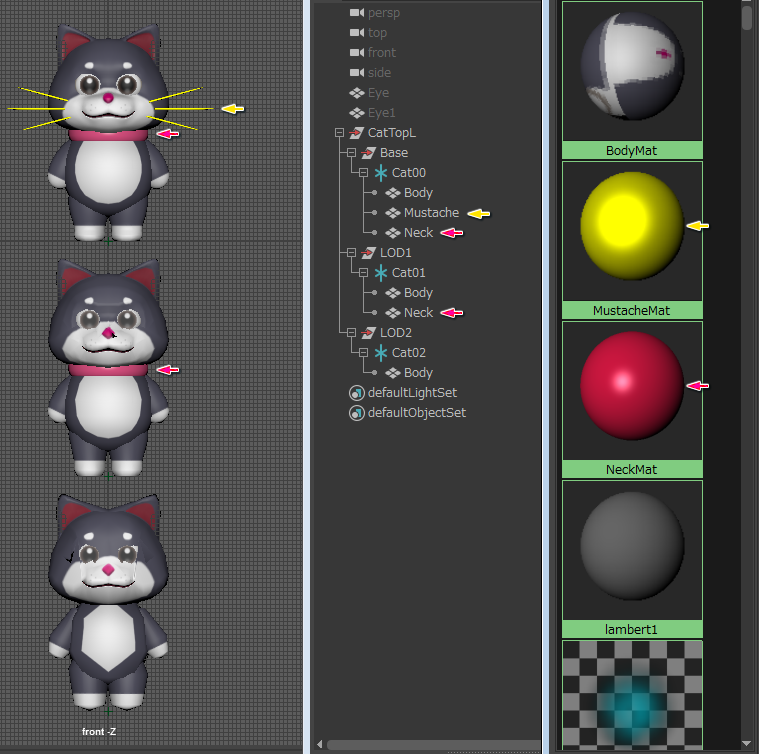 front -Z
persp
top
front
side
Eye
Eye1
CatTopL
Base
Cat00
Body
Mustache
Neck
LOD1
Cat01
Body
Neck
LOD2
Cat02
Body
defaultLightSet
defaultObjectSet
BodyMat
MustacheMat
NeckMat
lambert1